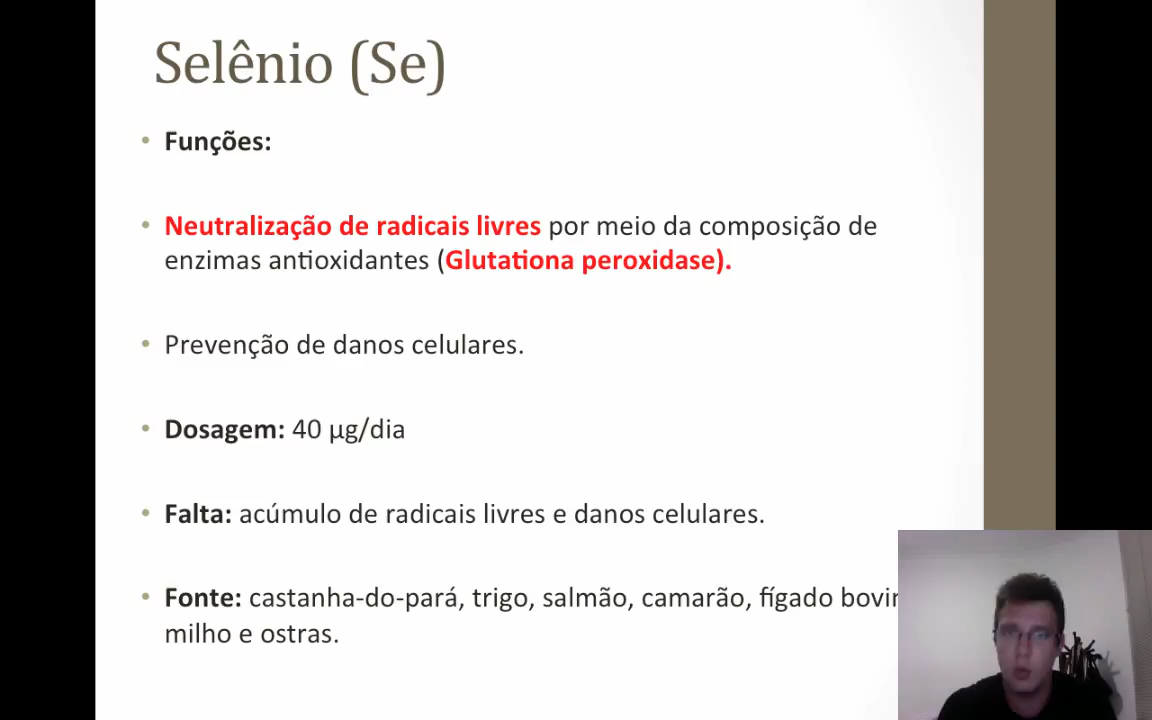 Selênio (Se)
• Funções:
• Neutralização de radicais livres por meio da composição de
enzimas antioxidantes (Glutationa peroxidase).
• Prevenção de danos celulares.
• Dosagem: 40 µg/dia
• Falta: acúmulo de radicais livres e danos celulares.
• Fonte: castanha-do-pará, trigo, salmão, camarão, fígado
milho e ostras.